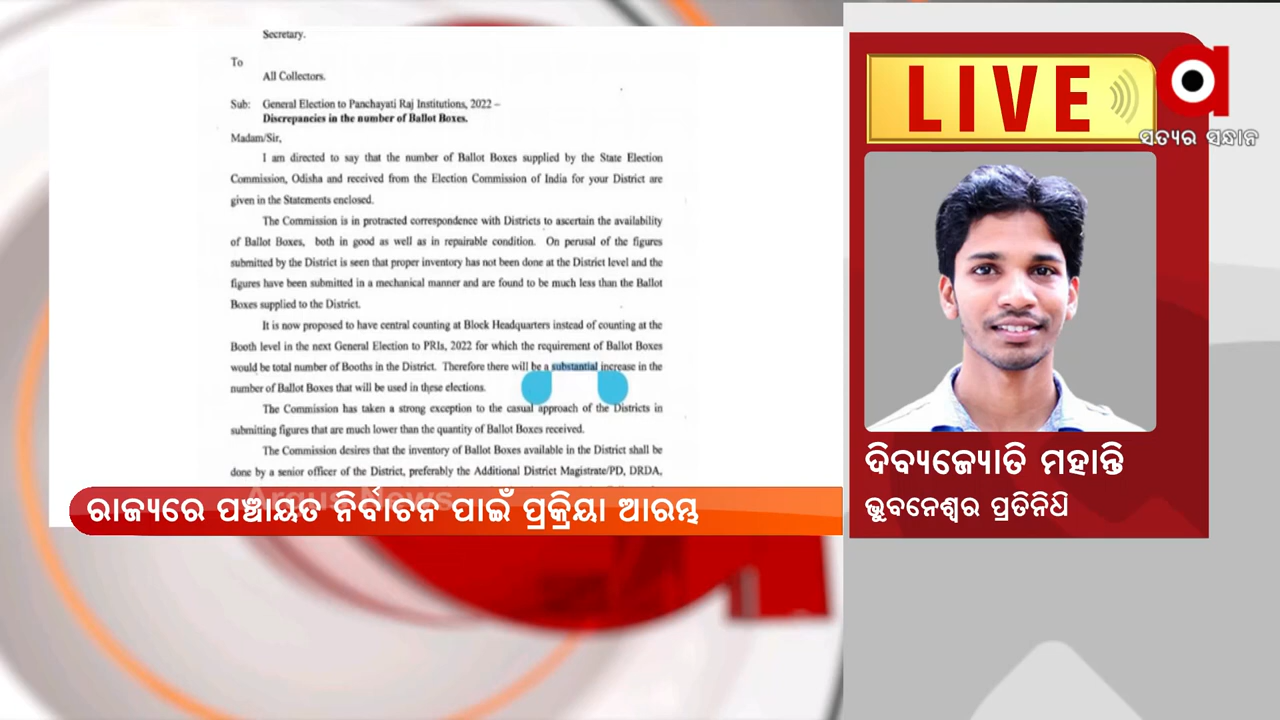 Secretary.
To
All Collectors.
Sub: General Election to Panchayati Raj Institutions, 2022 –
Discrepancies in the number of Ballot Boxes.
Madam/Sir,
I am directed to say that the number of Ballot Boxes supplied by the State Election
Commission, Odisha and received from the Election Commission of India for your District are
given in the Statements enclosed.
The Commission is in protracted correspondence with Districts to ascertain the availability
of Ballot Boxes, both in good as well as in repairable condition. On perusal of the figures
submitted by the District is seen that proper inventory has not been done at the District level and the
figures have been submitted in a mechanical manner and are found to be much less than the Ballot
Boxes supplied to the District.
It is now proposed to have central counting at Block Headquarters instead of counting at the
Booth level in the next General Election to PRIs, 2022 for which the requirement of Ballot Boxes
would be total number of Booths in the District. Therefore there will be a substantial increase in the
number of Ballot Boxes that will be used in these elections.
The Commission has taken a strong exception to the casual approach of the Districts in
submitting figures that are much lower than the quantity of Ballot Boxes received.
The Commission desires that the inventory of Ballot Boxes available in the District shall be
done by a senior officer of the District, preferably the Additional District Magistrate/PD, DRDA,
Argus News
ରାଜ୍ୟରେ ପଞ୍ଚାୟତ ନିର୍ବାଚନ ପାଇଁ ପ୍ରକ୍ରିୟା ଆରମ୍ଭ
LIVE
ସତ୍ୟର ସନ୍ଧାନ
ଦିବ୍ୟଜ୍ୟୋତି ମହାନ୍ତି
ଭୁବନେଶ୍ୱର ପ୍ରତିନିଧି